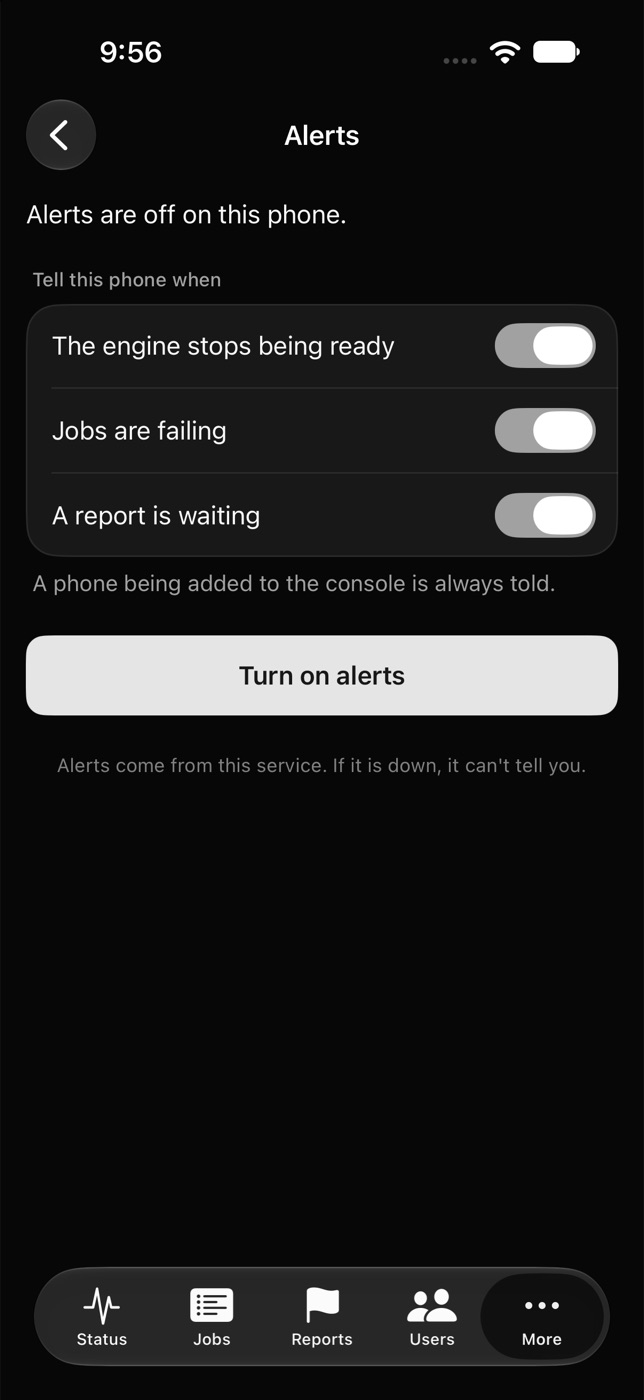 9:56
Alerts
Alerts are off on this phone.
Tell this phone when
The engine stops being ready
Jobs are failing
A report is waiting
A phone being added to the console is always told.
Turn on alerts
Alerts come from this service. If it is down, it can't tell you.
Status Jobs Reports Users More